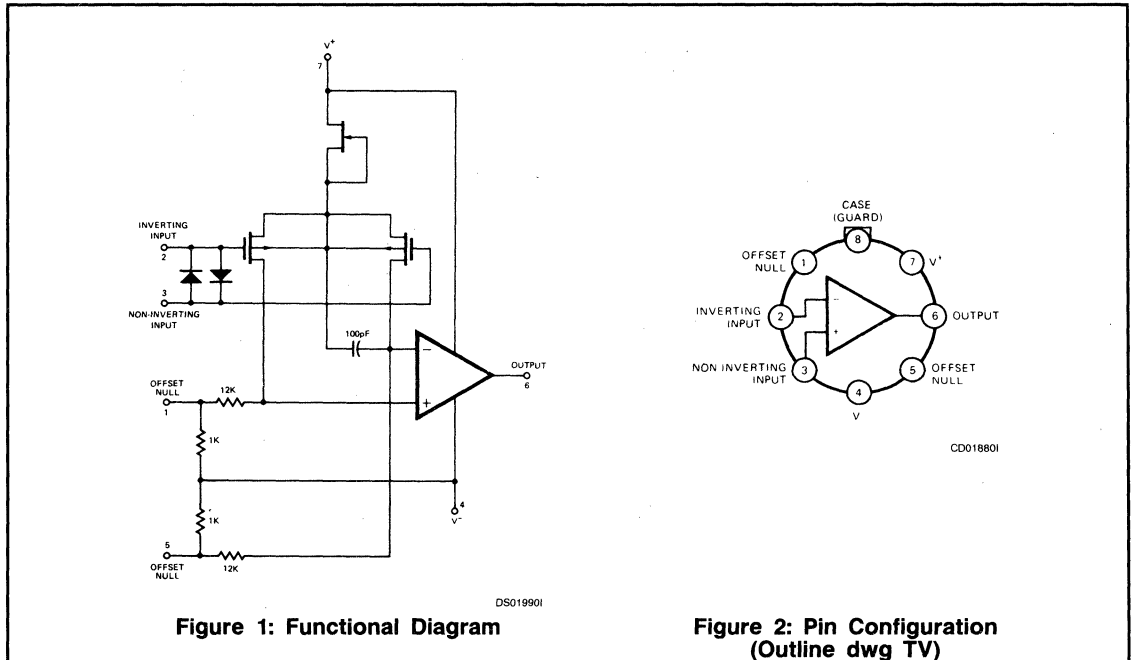 V+
7
INVERTING
INPUT
2
3
NON-INVERTING
INPUT
100pF
OUTPUT
6
OFFSET
NULL
1
12K
1K
4
V-
1K
5
OFFSET
NULL
12K
DS01990I
Figure 1: Functional Diagram
CASE
(GUARD)
8
OFFSET
NULL
1
7
V+
INVERTING
INPUT
2
6
OUTPUT
NON INVERTING
INPUT
3
5
OFFSET
NULL
4
V
CD01880I
Figure 2: Pin Configuration
(Outline dwg TV)